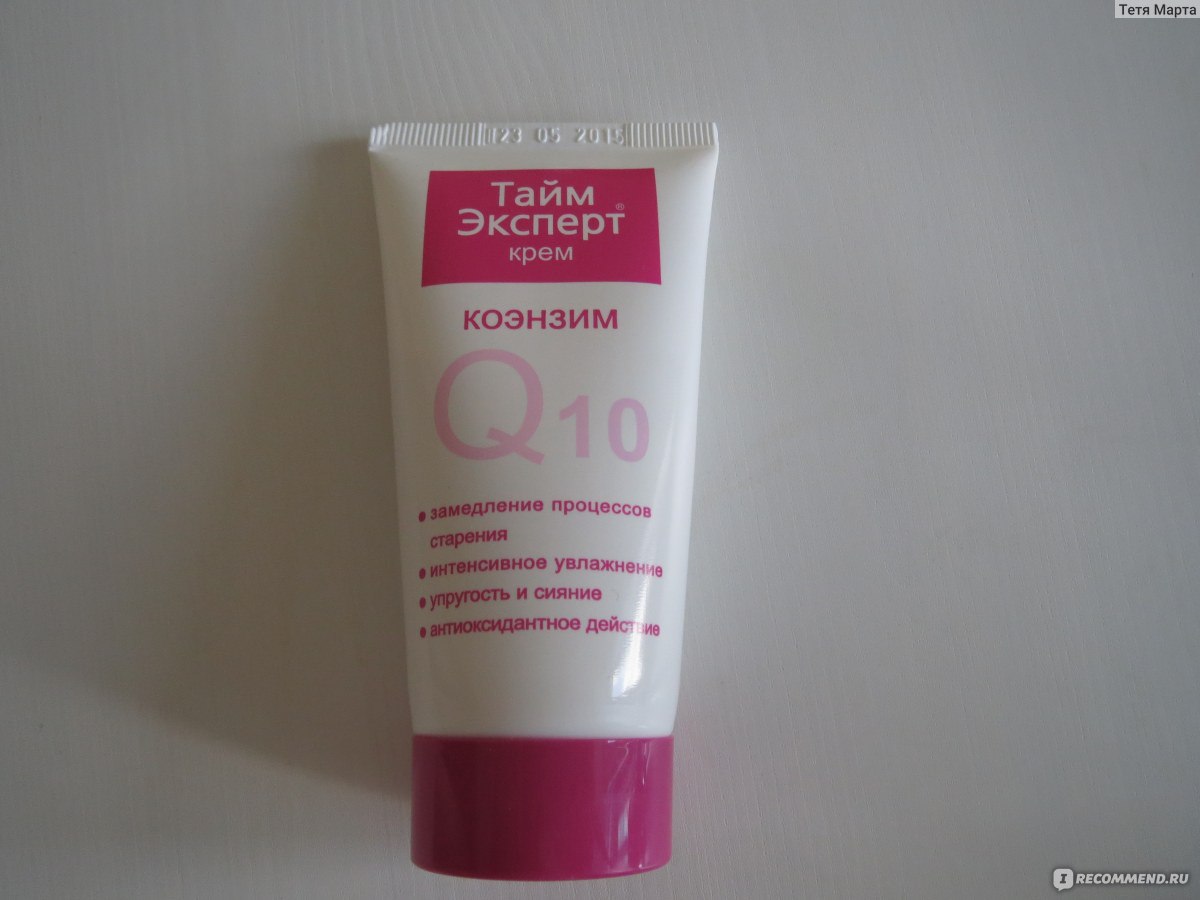 Тетя Марта
23 05 2015
Тайм
Эксперт®
крем
КОЭНЗИМ
Q10
• замедление процессов
старения
• интенсивное увлажнение
• упругость и сияние
• антиоксидантное действие
I RECOMMEND.RU